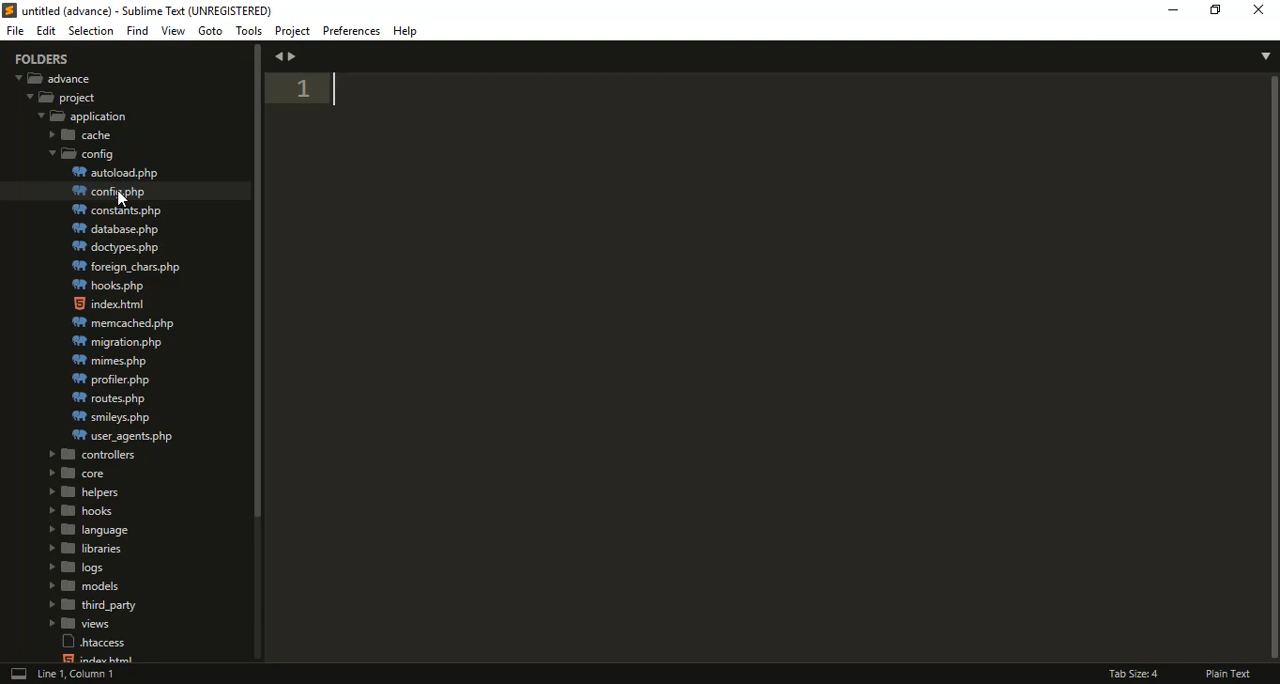 untitled (advance) - Sublime Text (UNREGISTERED)
File Edit Selection Find View Goto Tools Project Preferences Help
FOLDERS
advance
project
application
cache
config
autoload.php
config.php
constants.php
database.php
doctypes.php
foreign_chars.php
hooks.php
index.html
memcached.php
migration.php
mimes.php
profiler.php
routes.php
smileys.php
user_agents.php
controllers
core
helpers
hooks
language
libraries
logs
models
third_party
views
.htaccess
index.html
1
Line 1, Column 1
Tab Size: 4
Plain Text